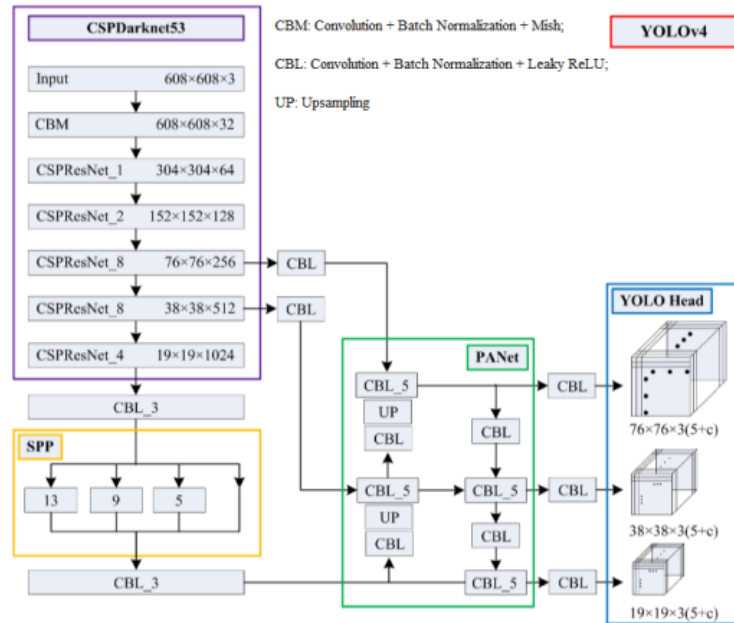 CSPDarknet53
CBM: Convolution + Batch Normalization + Mish;
YOLOv4
CBL: Convolution + Batch Normalization + Leaky ReLU;
UP: Upsampling
Input 608×608×3
CBM 608×608×32
CSPResNet_1 304×304×64
CSPResNet_2 152×152×128
CSPResNet_8 76×76×256
CBL
CSPResNet_8 38×38×512
CBL
CSPResNet_4 19×19×1024
CBL_3
SPP
13 9 5
CBL_3
PANet
CBL_5
UP
CBL
CBL
CBL_5
CBL_5
UP
CBL
CBL
CBL_5
CBL
CBL
CBL
YOLO Head
76×76×3(5+c)
38×38×3(5+c)
19×19×3(5+c)